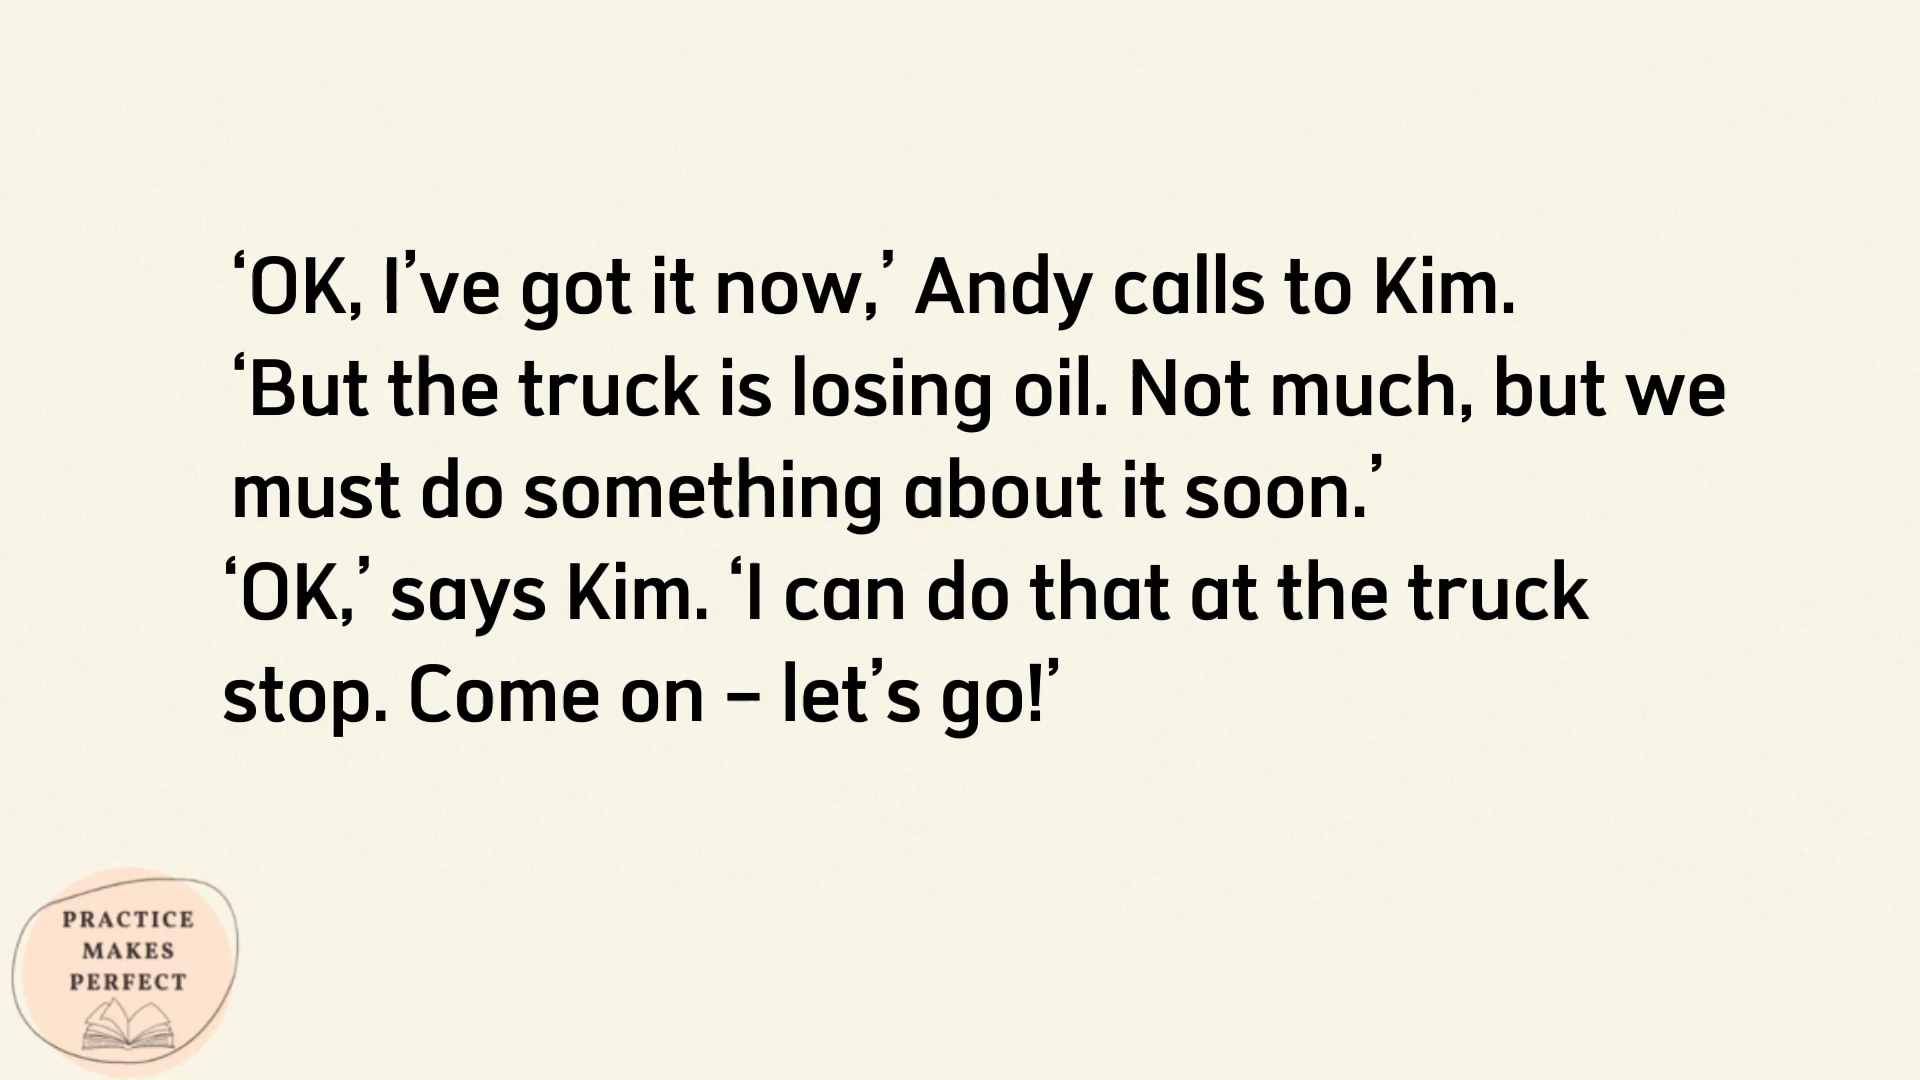 ‘OK, I’ve got it now,’ Andy calls to Kim.
‘But the truck is losing oil. Not much, but we
must do something about it soon.’
‘OK,’ says Kim. ‘I can do that at the truck
stop. Come on – let’s go!’
PRACTICE
MAKES
PERFECT